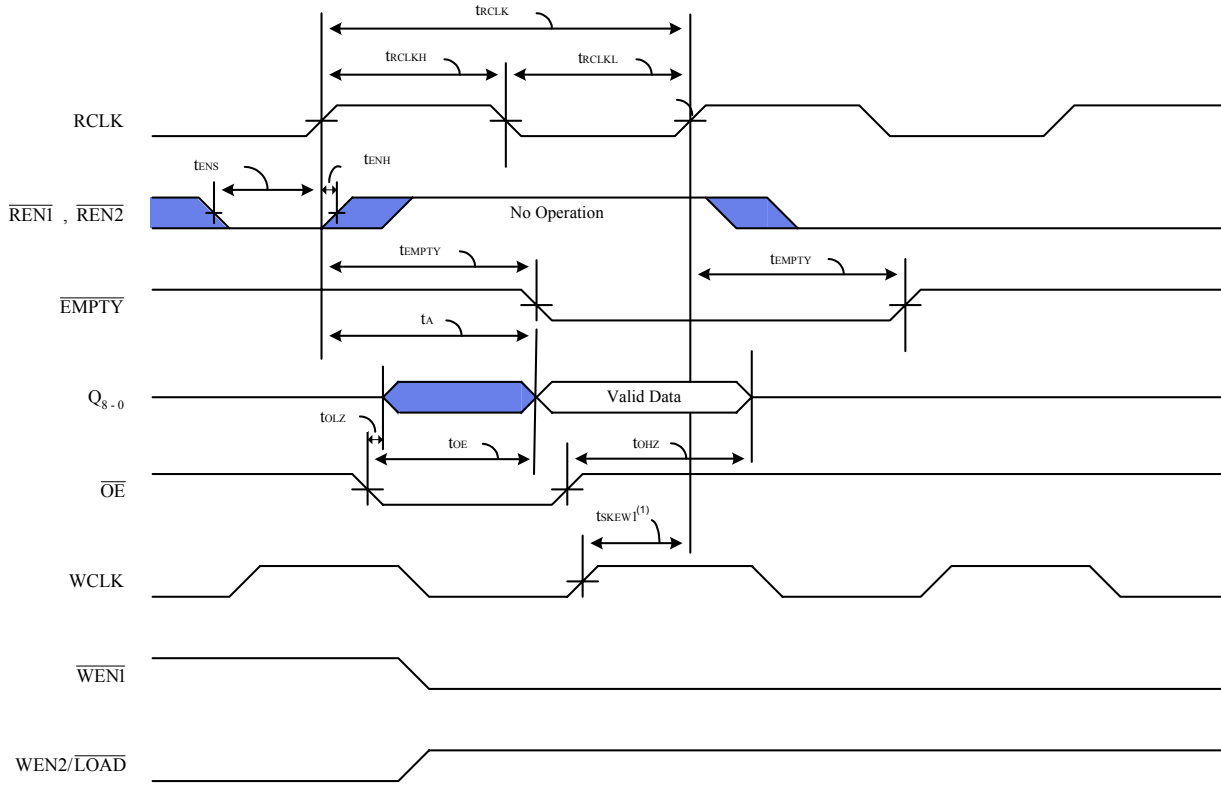 tRCLK
tRCLKH
tRCLKL
RCLK
tENS
tENH
REN1 , REN2
No Operation
tEMPTY
tEMPTY
EMPTY
tA
Q8-0
Valid Data
tOLZ
tOE
tOHZ
OE
tSKEW1(1)
WCLK
WEN1
WEN2/LOAD